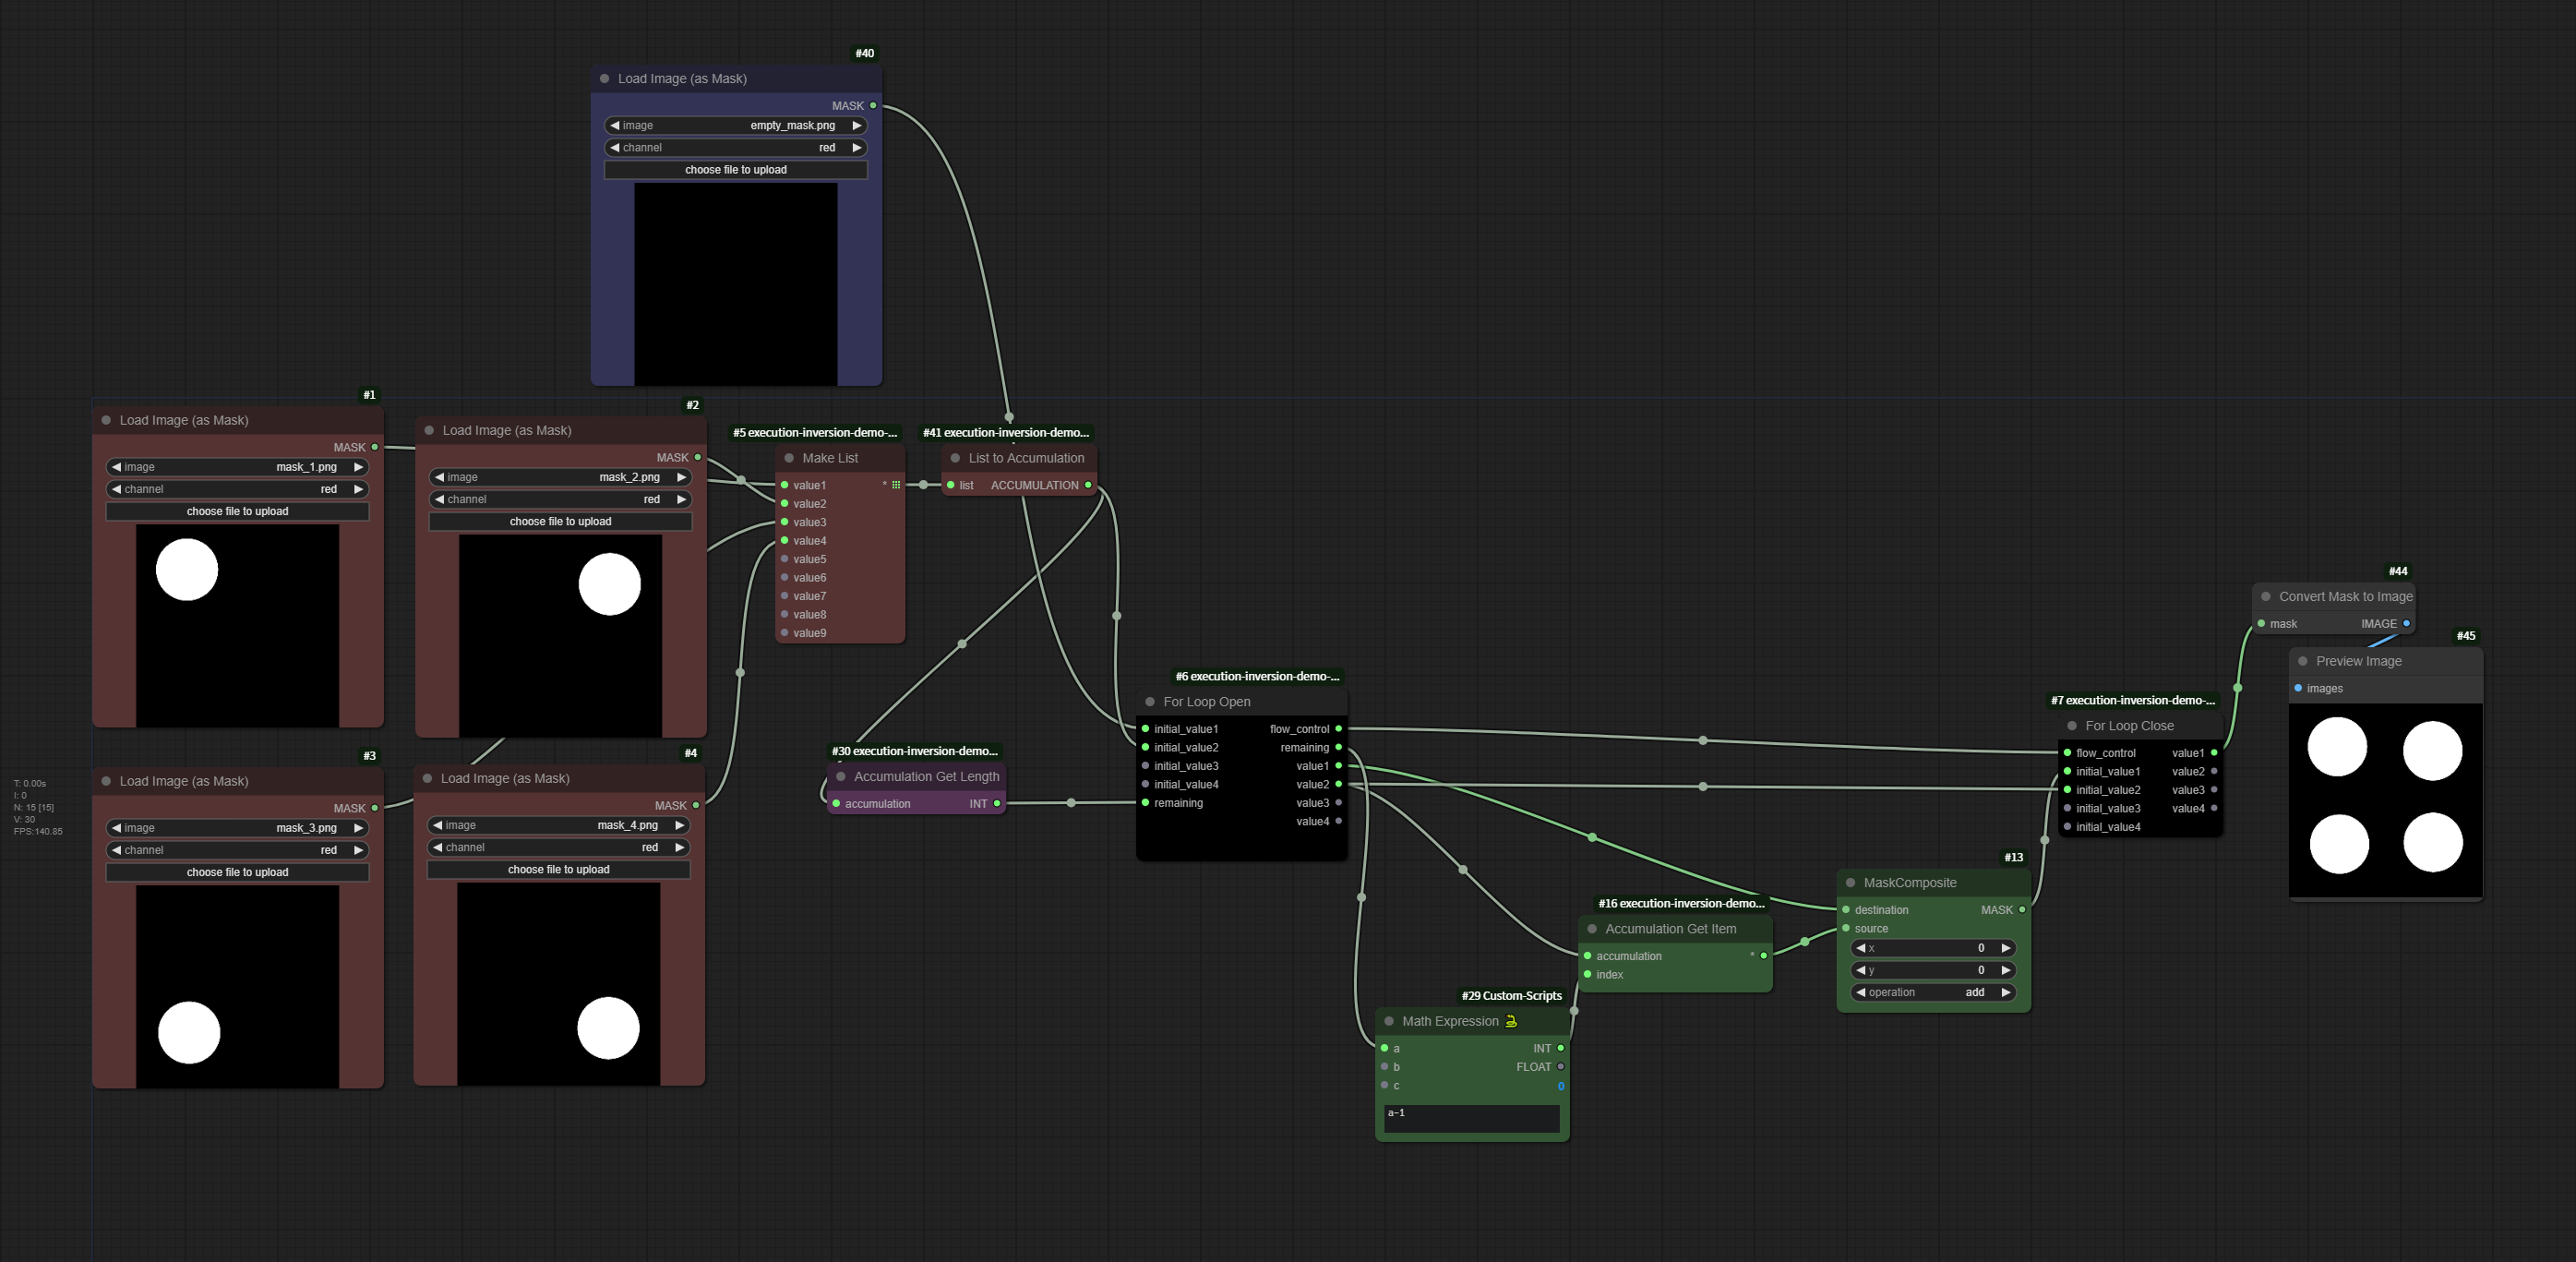 #40
Load Image (as Mask)
MASK
image empty_mask.png
channel red
choose file to upload
#1
Load Image (as Mask)
MASK
image mask_1.png
channel red
choose file to upload
#2
Load Image (as Mask)
MASK
image mask_2.png
channel red
choose file to upload
#3
Load Image (as Mask)
MASK
image mask_3.png
channel red
choose file to upload
#4
Load Image (as Mask)
MASK
image mask_4.png
channel red
choose file to upload
T: 0.00s
I: 0
N: 15 [15]
V: 30
FPS:140.85
#5 execution-inversion-demo-...
Make List
value1 *
value2
value3
value4
value5
value6
value7
value8
value9
#41 execution-inversion-demo...
List to Accumulation
list ACCUMULATION
#30 execution-inversion-demo...
Accumulation Get Length
accumulation INT
#6 execution-inversion-demo-...
For Loop Open
initial_value1 flow_control
initial_value2 remaining
initial_value3 value1
initial_value4 value2
remaining value3
value4
#29 Custom-Scripts
Math Expression 🐍
a INT
b FLOAT
c 0
a-1
#16 execution-inversion-demo...
Accumulation Get Item
accumulation *
index
#13
MaskComposite
destination MASK
source
x 0
y 0
operation add
#7 execution-inversion-demo-...
For Loop Close
flow_control value1
initial_value1 value2
initial_value2 value3
initial_value3 value4
initial_value4
#44
Convert Mask to Image
mask IMAGE
#45
Preview Image
images